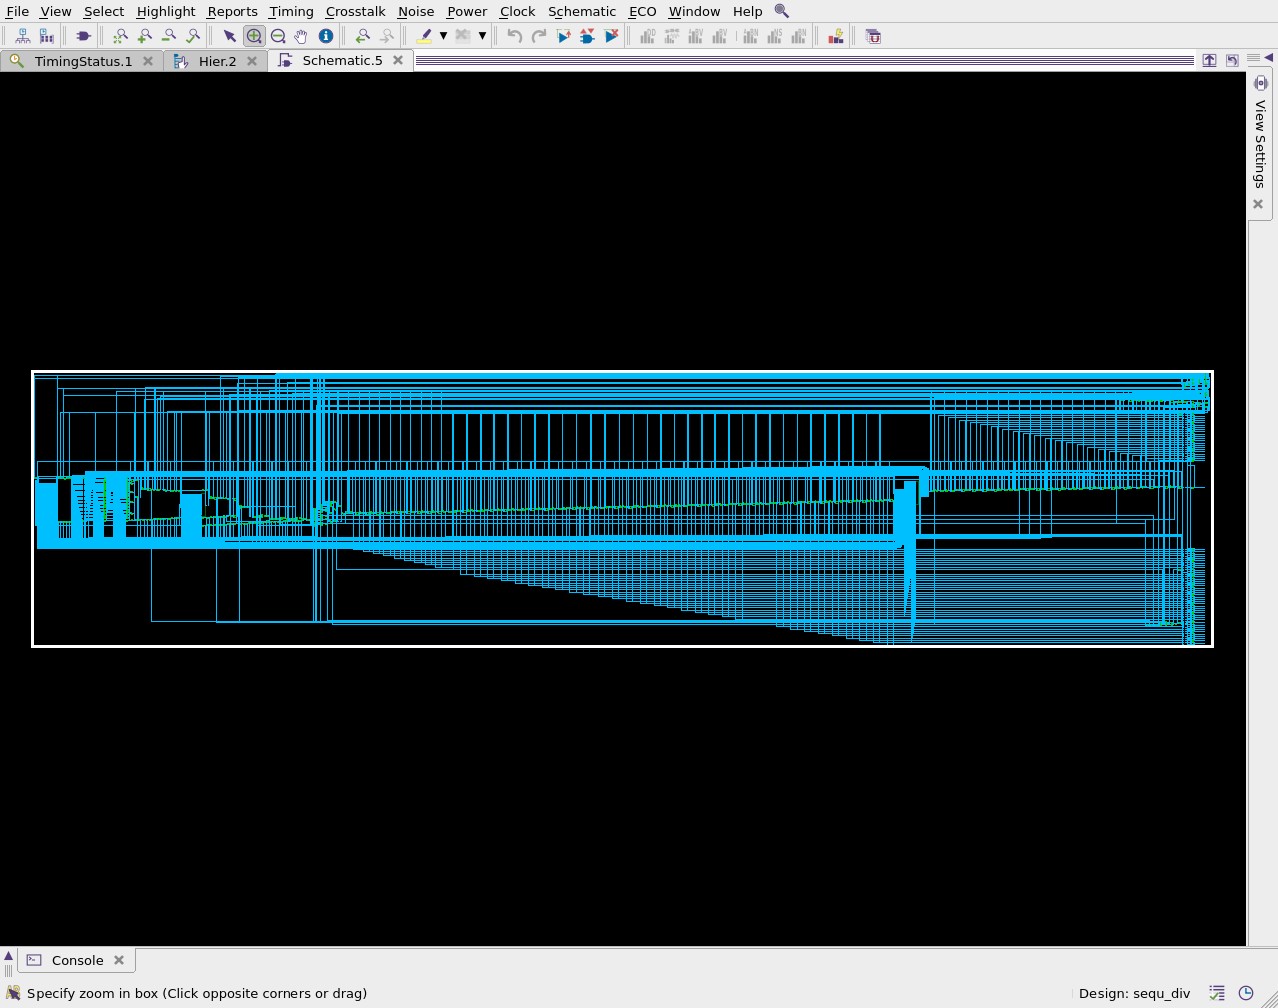 File View Select Highlight Reports Timing Crosstalk Noise Power Clock Schematic ECO Window Help
TimingStatus.1 Hier.2 Schematic.5
View Settings
Console
Specify zoom in box (Click opposite corners or drag) Design: sequ_div